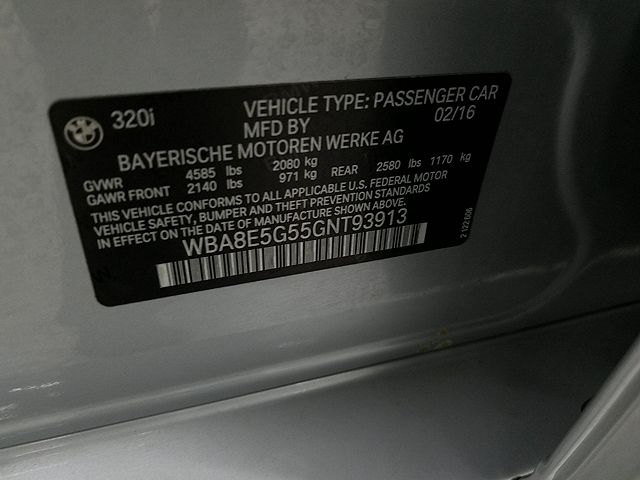 320i VEHICLE TYPE: PASSENGER CAR
MFD BY 02/16
BAYERISCHE MOTOREN WERKE AG
GVWR 4585 lbs 2080 kg
GAWR FRONT 2140 lbs 971 kg REAR 2580 lbs 1170 kg
THIS VEHICLE CONFORMS TO ALL APPLICABLE U.S. FEDERAL MOTOR
VEHICLE SAFETY, BUMPER AND THEFT PREVENTION STANDARDS
IN EFFECT ON THE DATE OF MANUFACTURE SHOWN ABOVE.
WBA8E5G55GNT93913